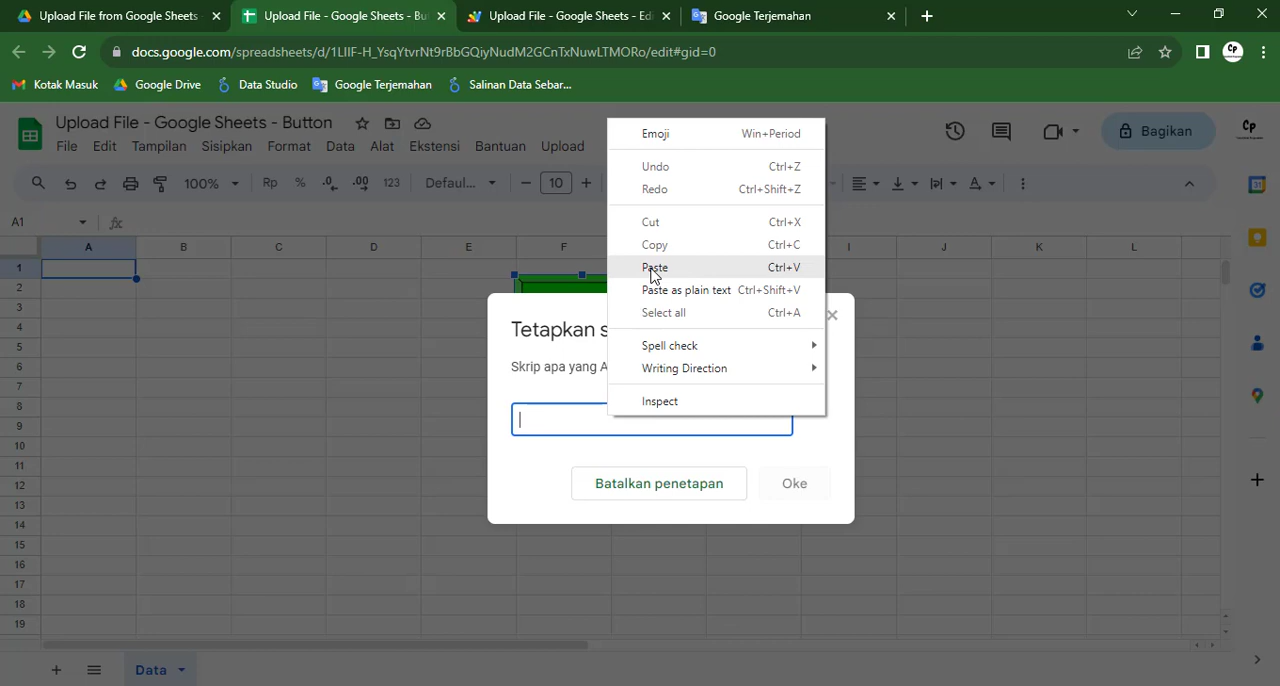 Upload File from Google Sheets
Upload File - Google Sheets - Bu
Upload File - Google Sheets - Edi
Google Terjemahan
docs.google.com/spreadsheets/d/1LlIF-H_YsqYtvrNt9rBbGQiyNudM2GCnTxNuwLTMORo/edit#gid=0
Kotak Masuk
Google Drive
Data Studio
Google Terjemahan
Salinan Data Sebar...
Upload File - Google Sheets - Button
File Edit Tampilan Sisipkan Format Data Alat Ekstensi Bantuan Upload
Bagikan
100% Rp % .0 .00 123 Defaul... 10
A1
fx
A B C D E F I J K L
1
2
3
4
5
6
7
8
9
10
11
12
13
14
15
16
17
18
19
Emoji Win+Period
Undo Ctrl+Z
Redo Ctrl+Shift+Z
Cut Ctrl+X
Copy Ctrl+C
Paste Ctrl+V
Paste as plain text Ctrl+Shift+V
Select all Ctrl+A
Spell check
Writing Direction
Inspect
Tetapkan s
Skrip apa yang A
Batalkan penetapan
Oke
Data